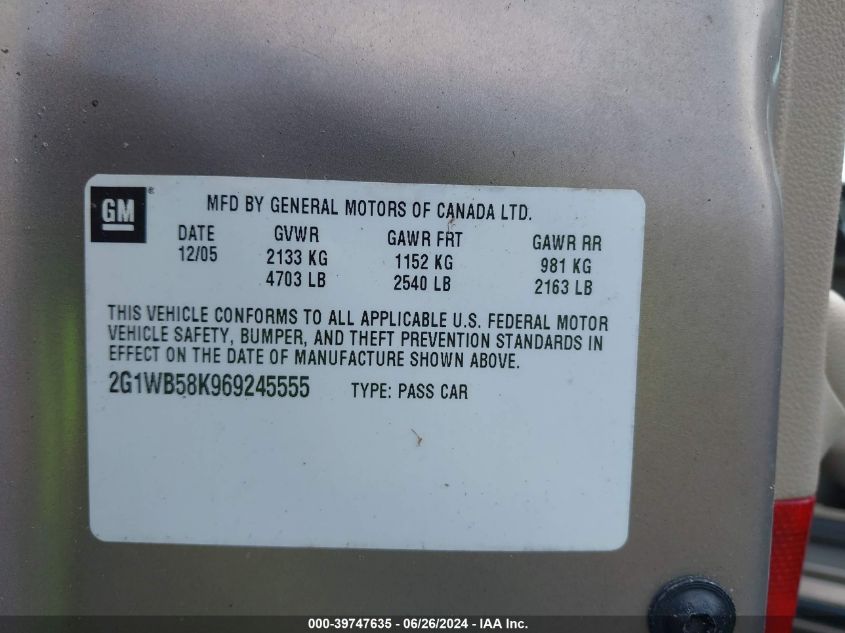 GM®
MFD BY GENERAL MOTORS OF CANADA LTD.
DATE GVWR GAWR FRT GAWR RR
12/05 2133 KG 1152 KG 981 KG
4703 LB 2540 LB 2163 LB
THIS VEHICLE CONFORMS TO ALL APPLICABLE U.S. FEDERAL MOTOR
VEHICLE SAFETY, BUMPER, AND THEFT PREVENTION STANDARDS IN
EFFECT ON THE DATE OF MANUFACTURE SHOWN ABOVE.
2G1WB58K969245555 TYPE: PASS CAR
000-39747635 - 06/26/2024 - IAA Inc.